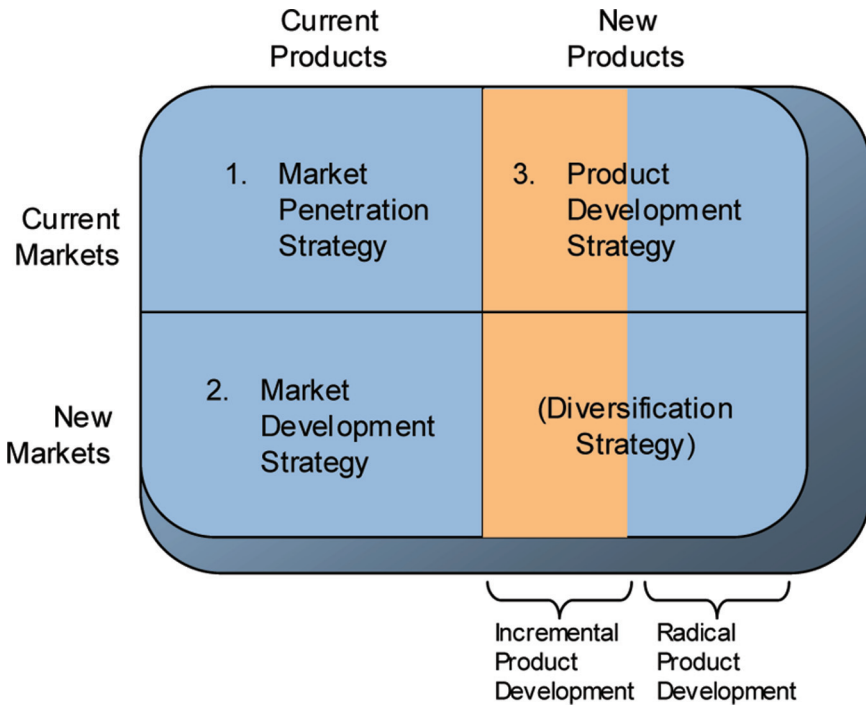 Current
Products
New
Products
Current
Markets
1. Market
Penetration
Strategy
3. Product
Development
Strategy
New
Markets
2. Market
Development
Strategy
(Diversification
Strategy)
Incremental
Product
Development
Radical
Product
Development